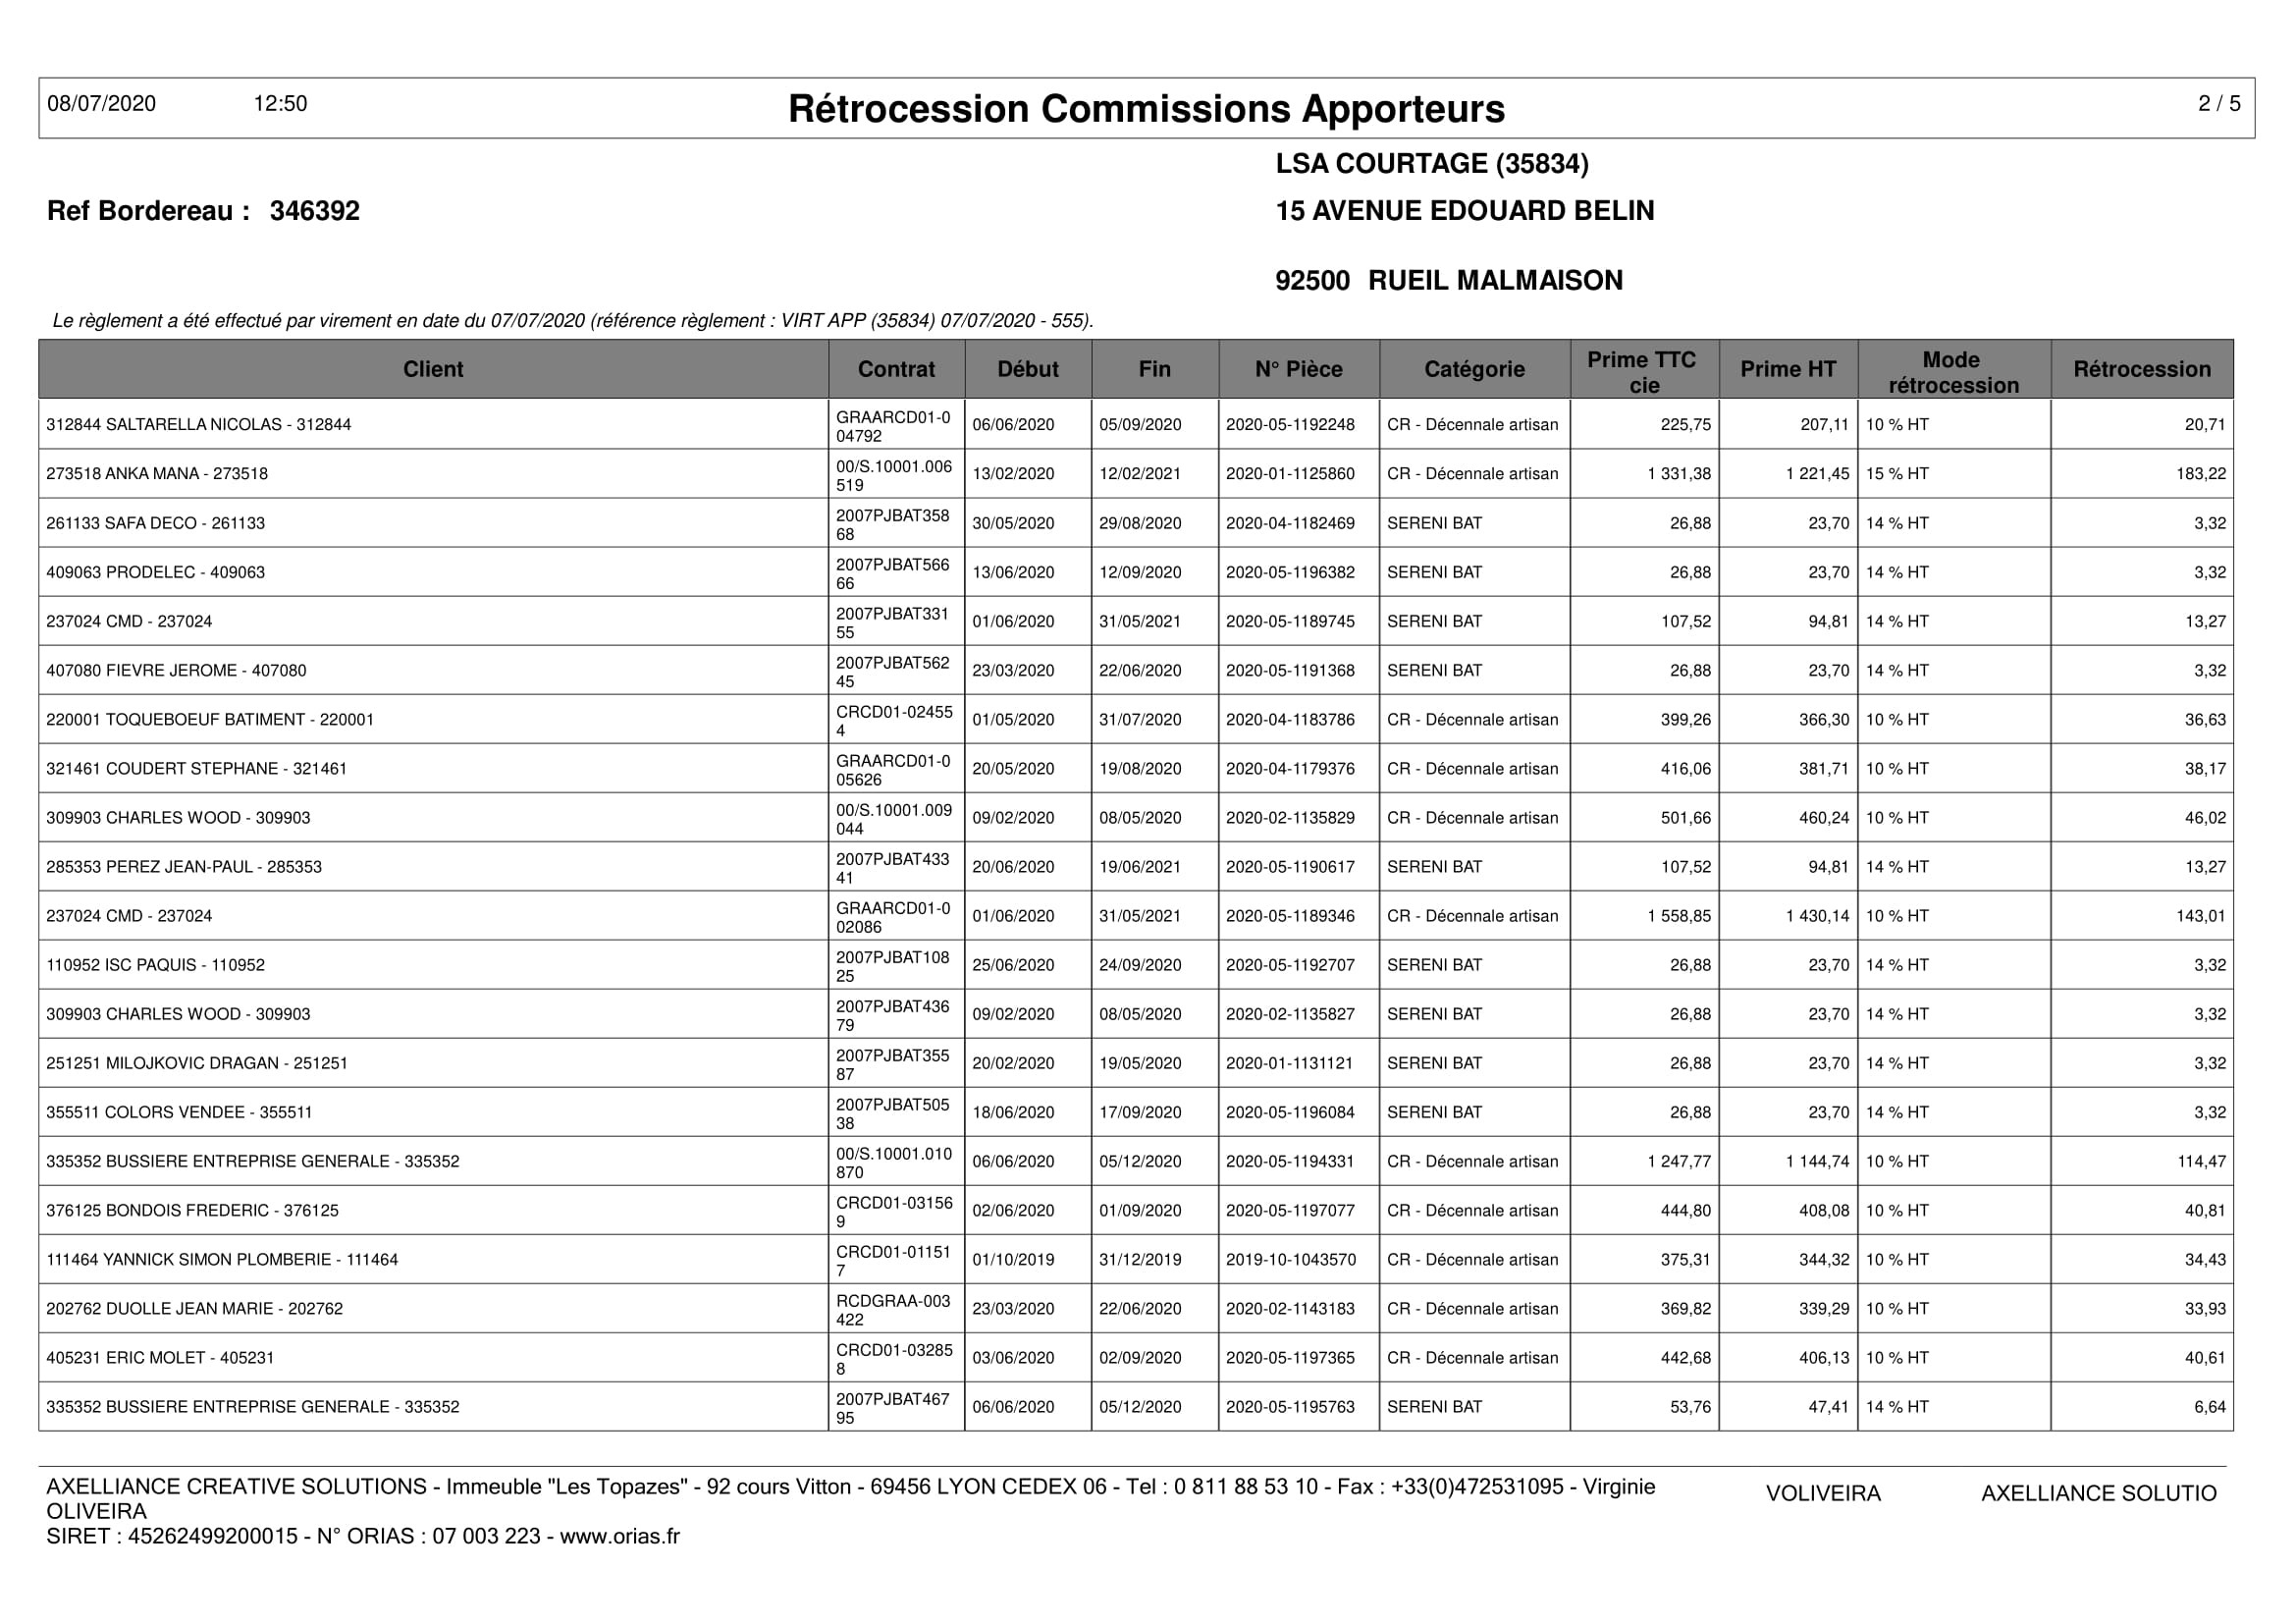 08/07/2020 12:50 Rétrocession Commissions Apporteurs 2 / 5
LSA COURTAGE (35834)
Ref Bordereau : 346392 15 AVENUE EDOUARD BELIN
92500 RUEIL MALMAISON
Le règlement a été effectué par virement en date du 07/07/2020 (référence règlement : VIRT APP (35834) 07/07/2020 - 555).
Client Contrat Début Fin N° Pièce Catégorie Prime TTC cie Prime HT Mode rétrocession Rétrocession
312844 SALTARELLA NICOLAS - 312844 GRAARCD01-004792 06/06/2020 05/09/2020 2020-05-1192248 CR - Décennale artisan 225,75 207,11 10 % HT 20,71
273518 ANKA MANA - 273518 00/S.10001.006519 13/02/2020 12/02/2021 2020-01-1125860 CR - Décennale artisan 1 331,38 1 221,45 15 % HT 183,22
261133 SAFA DECO - 261133 2007PJBAT35868 30/05/2020 29/08/2020 2020-04-1182469 SERENI BAT 26,88 23,70 14 % HT 3,32
409063 PRODELEC - 409063 2007PJBAT56666 13/06/2020 12/09/2020 2020-05-1196382 SERENI BAT 26,88 23,70 14 % HT 3,32
237024 CMD - 237024 2007PJBAT33155 01/06/2020 31/05/2021 2020-05-1189745 SERENI BAT 107,52 94,81 14 % HT 13,27
407080 FIEVRE JEROME - 407080 2007PJBAT56245 23/03/2020 22/06/2020 2020-05-1191368 SERENI BAT 26,88 23,70 14 % HT 3,32
220001 TOQUEBOEUF BATIMENT - 220001 CRCD01-024554 01/05/2020 31/07/2020 2020-04-1183786 CR - Décennale artisan 399,26 366,30 10 % HT 36,63
321461 COUDERT STEPHANE - 321461 GRAARCD01-005626 20/05/2020 19/08/2020 2020-04-1179376 CR - Décennale artisan 416,06 381,71 10 % HT 38,17
309903 CHARLES WOOD - 309903 00/S.10001.009044 09/02/2020 08/05/2020 2020-02-1135829 CR - Décennale artisan 501,66 460,24 10 % HT 46,02
285353 PEREZ JEAN-PAUL - 285353 2007PJBAT43341 20/06/2020 19/06/2021 2020-05-1190617 SERENI BAT 107,52 94,81 14 % HT 13,27
237024 CMD - 237024 GRAARCD01-002086 01/06/2020 31/05/2021 2020-05-1189346 CR - Décennale artisan 1 558,85 1 430,14 10 % HT 143,01
110952 ISC PAQUIS - 110952 2007PJBAT10825 25/06/2020 24/09/2020 2020-05-1192707 SERENI BAT 26,88 23,70 14 % HT 3,32
309903 CHARLES WOOD - 309903 2007PJBAT43679 09/02/2020 08/05/2020 2020-02-1135827 SERENI BAT 26,88 23,70 14 % HT 3,32
251251 MILOJKOVIC DRAGAN - 251251 2007PJBAT35587 20/02/2020 19/05/2020 2020-01-1131121 SERENI BAT 26,88 23,70 14 % HT 3,32
355511 COLORS VENDEE - 355511 2007PJBAT50538 18/06/2020 17/09/2020 2020-05-1196084 SERENI BAT 26,88 23,70 14 % HT 3,32
335352 BUSSIERE ENTREPRISE GENERALE - 335352 00/S.10001.010870 06/06/2020 05/12/2020 2020-05-1194331 CR - Décennale artisan 1 247,77 1 144,74 10 % HT 114,47
376125 BONDOIS FREDERIC - 376125 CRCD01-031569 02/06/2020 01/09/2020 2020-05-1197077 CR - Décennale artisan 444,80 408,08 10 % HT 40,81
111464 YANNICK SIMON PLOMBERIE - 111464 CRCD01-011517 01/10/2019 31/12/2019 2019-10-1043570 CR - Décennale artisan 375,31 344,32 10 % HT 34,43
202762 DUOLLE JEAN MARIE - 202762 RCDGRAA-003422 23/03/2020 22/06/2020 2020-02-1143183 CR - Décennale artisan 369,82 339,29 10 % HT 33,93
405231 ERIC MOLET - 405231 CRCD01-032858 03/06/2020 02/09/2020 2020-05-1197365 CR - Décennale artisan 442,68 406,13 10 % HT 40,61
335352 BUSSIERE ENTREPRISE GENERALE - 335352 2007PJBAT46795 06/06/2020 05/12/2020 2020-05-1195763 SERENI BAT 53,76 47,41 14 % HT 6,64
AXELLIANCE CREATIVE SOLUTIONS - Immeuble "Les Topazes" - 92 cours Vitton - 69456 LYON CEDEX 06 - Tel : 0 811 88 53 10 - Fax : +33(0)472531095 - Virginie VOLIVEIRA AXELLIANCE SOLUTIO
OLIVEIRA
SIRET : 45262499200015 - N° ORIAS : 07 003 223 - www.orias.fr